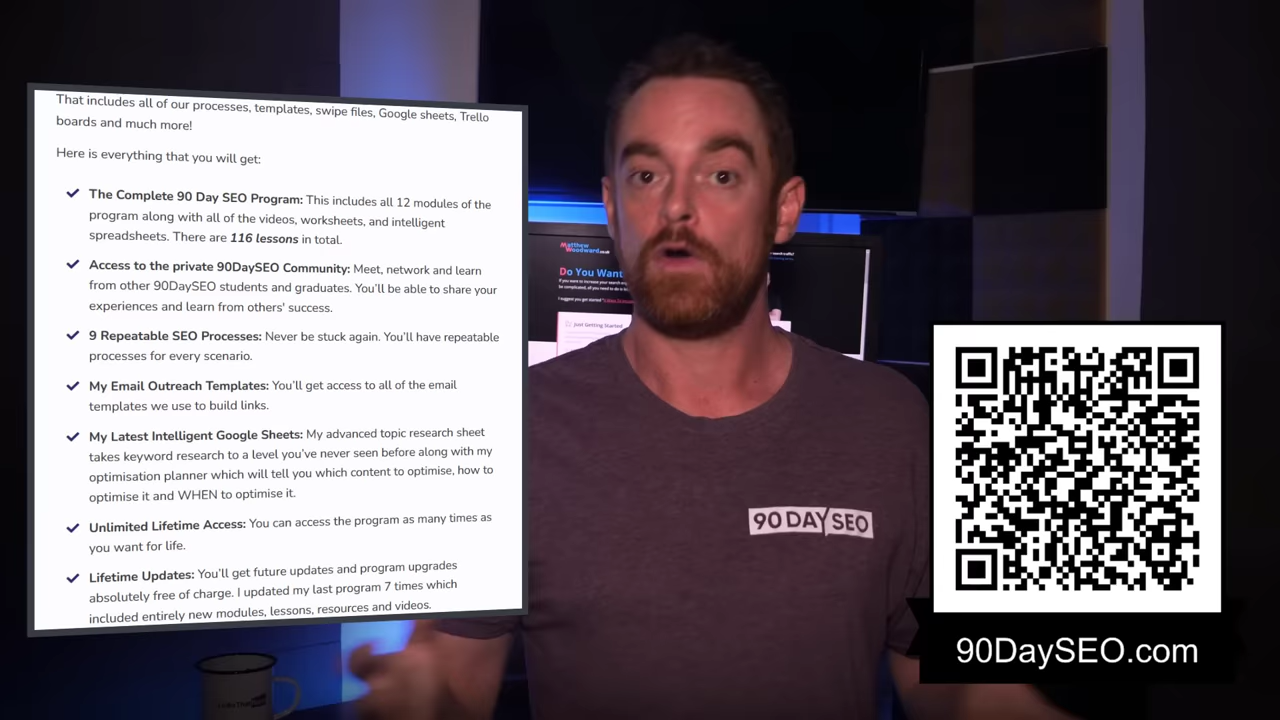 That includes all of our processes, templates, swipe files, Google sheets, Trello
boards and much more!
Here is everything that you will get:
The Complete 90 Day SEO Program: This includes all 12 modules of the
program along with all of the videos, worksheets, and intelligent
spreadsheets. There are 116 lessons in total.
Access to the private 90DaySEO Community: Meet, network and learn
from other 90DaySEO students and graduates. You'll be able to share your
experiences and learn from others' success.
9 Repeatable SEO Processes: Never be stuck again. You'll have repeatable
processes for every scenario.
My Email Outreach Templates: You'll get access to all of the email
templates we use to build links.
My Latest Intelligent Google Sheets: My advanced topic research sheet
takes keyword research to a level you've never seen before along with my
optimisation planner which will tell you which content to optimise, how to
optimise it and WHEN to optimise it.
Unlimited Lifetime Access: You can access the program as many times as
you want for life.
Lifetime Updates: You'll get future updates and program upgrades
absolutely free of charge. I updated my last program 7 times which
included entirely new modules, lessons, resources and videos.
Matthew
Woodward.co.uk
Do You Want
Just Getting Started
90 DAY SEO
90DaySEO.com